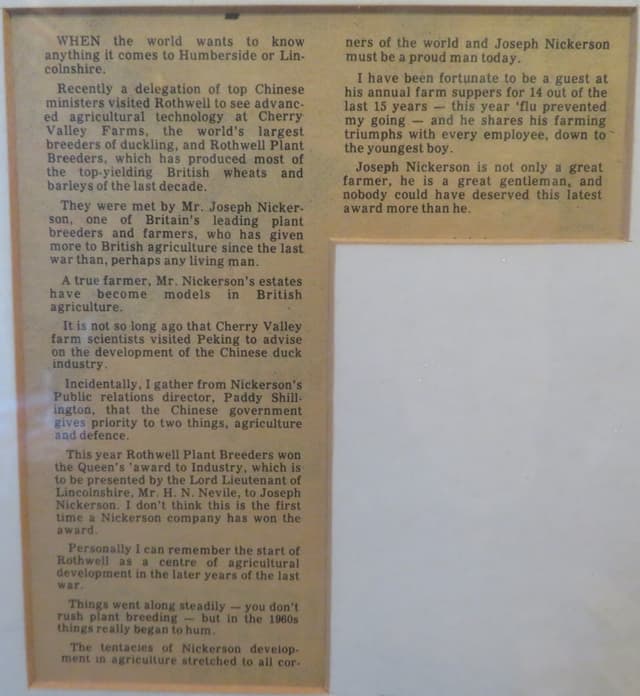 WHEN the world wants to know
anything it comes to Humberside or Lin-
colnshire.
Recently a delegation of top Chinese
ministers visited Rothwell to see advanc-
ed agricultural technology at Cherry
Valley Farms, the world's largest
breeders of duckling, and Rothwell Plant
Breeders, which has produced most of
the top-yielding British wheats and
barleys of the last decade.
They were met by Mr. Joseph Nicker-
son, one of Britain's leading plant
breeders and farmers, who has given
more to British agriculture since the last
war than, perhaps any living man.
A true farmer, Mr. Nickerson's estates
have become models in British
agriculture.
It is not so long ago that Cherry Valley
farm scientists visited Peking to advise
on the development of the Chinese duck
industry.
Incidentally, I gather from Nickerson's
Public relations director, Paddy Shill-
ington, that the Chinese government
gives priority to two things, agriculture
and defence.
This year Rothwell Plant Breeders won
the Queen's 'award to Industry, which is
to be presented by the Lord Lieutenant of
Lincolnshire, Mr. H. N. Nevile, to Joseph
Nickerson. I don't think this is the first
time a Nickerson company has won the
award.
Personally I can remember the start of
Rothwell as a centre of agricultural
development in the later years of the last
war.
Things went along steadily — you don't
rush plant breeding — but in the 1960s
things really began to hum.
The tentacles of Nickerson develop-
ment in agriculture stretched to all cor-
ners of the world and Joseph Nickerson
must be a proud man today.
I have been fortunate to be a guest at
his annual farm suppers for 14 out of the
last 15 years — this year 'flu prevented
my going — and he shares his farming
triumphs with every employee, down to
the youngest boy.
Joseph Nickerson is not only a great
farmer, he is a great gentleman, and
nobody could have deserved this latest
award more than he.